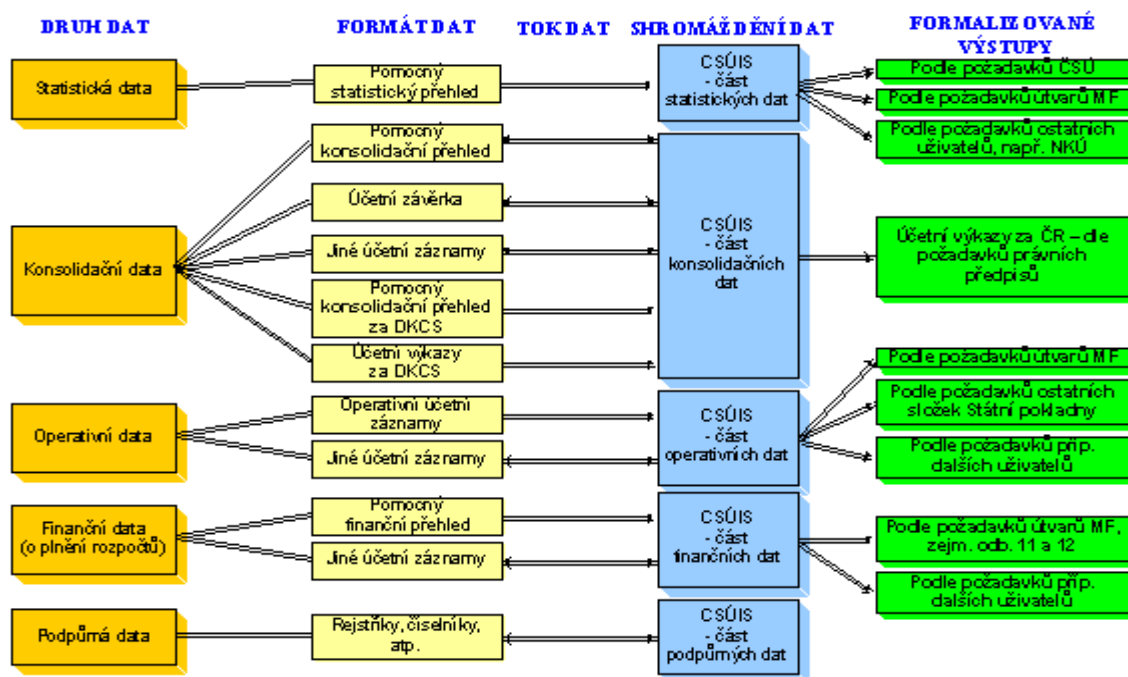 DRUH DAT
FORMÁT DAT
TOK DAT
SHROMÁŽDĚNÍ DAT
FORMALIZOVANÉ
VÝSTUPY
Statistická data
Pomocný
statistický přehled
CSÚIS
- část
statistických dat
Podle požadavků ČSÚ
Podle požadavků útvarů MF
Podle požadavků ostatních
uživatelů, např. NKÚ
Konsolidační data
Pomocný
konsolidační přehled
Účetní závěrka
Jiné účetní záznamy
Pomocný
konsolidační přehled
za DKCS
Účetní výkazy
za DKCS
CSÚIS
- část
konsolidačních
dat
Účetní výkazy za ČR – dle
požadavků právních
předpisů
Operativní data
Operativní účetní
záznamy
Jiné účetní záznamy
CSÚIS
- část
operativních dat
Podle požadavků útvarů MF
Podle požadavků ostatních
složek Státní pokladny
Podle požadavků příp.
dalších uživatelů
Finanční data
(o plnění rozpočtů)
Pomocný
finanční přehled
Jiné účetní záznamy
CSÚIS
- část
finančních dat
Podle požadavků útvarů MF,
zejm. odb. 11 a 12
Podle požadavků příp.
dalších uživatelů
Podpůrná data
Rejstříky, číselníky,
atp.
CSÚIS
- část
podpůrných dat